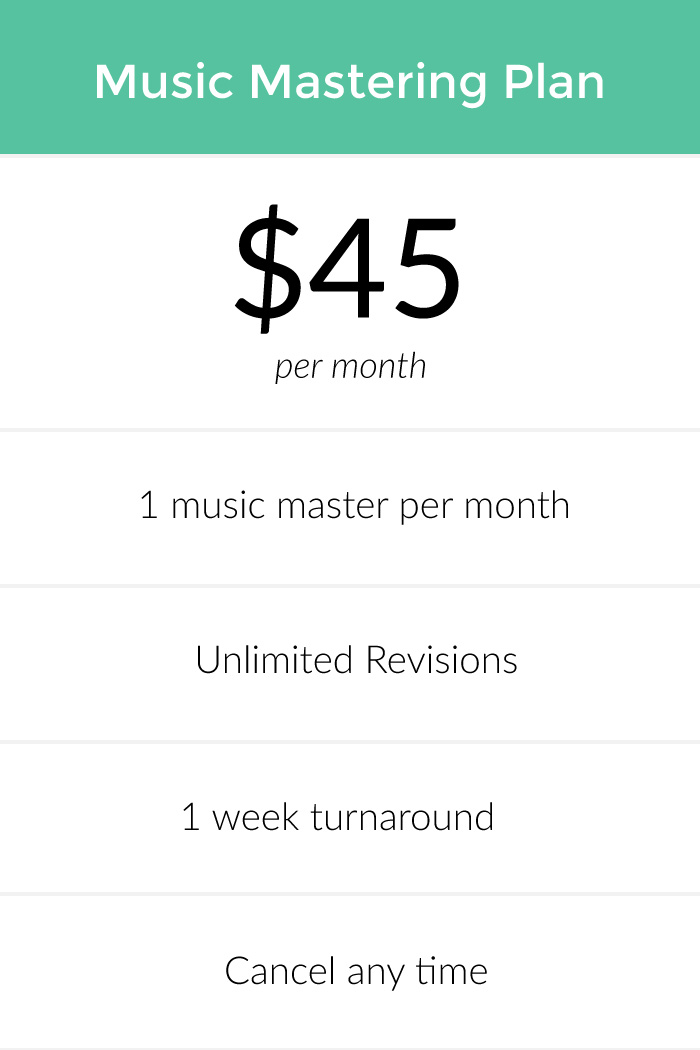 Music Mastering Plan
$45
per month
1 music master per month
Unlimited Revisions
1 week turnaround
Cancel any time